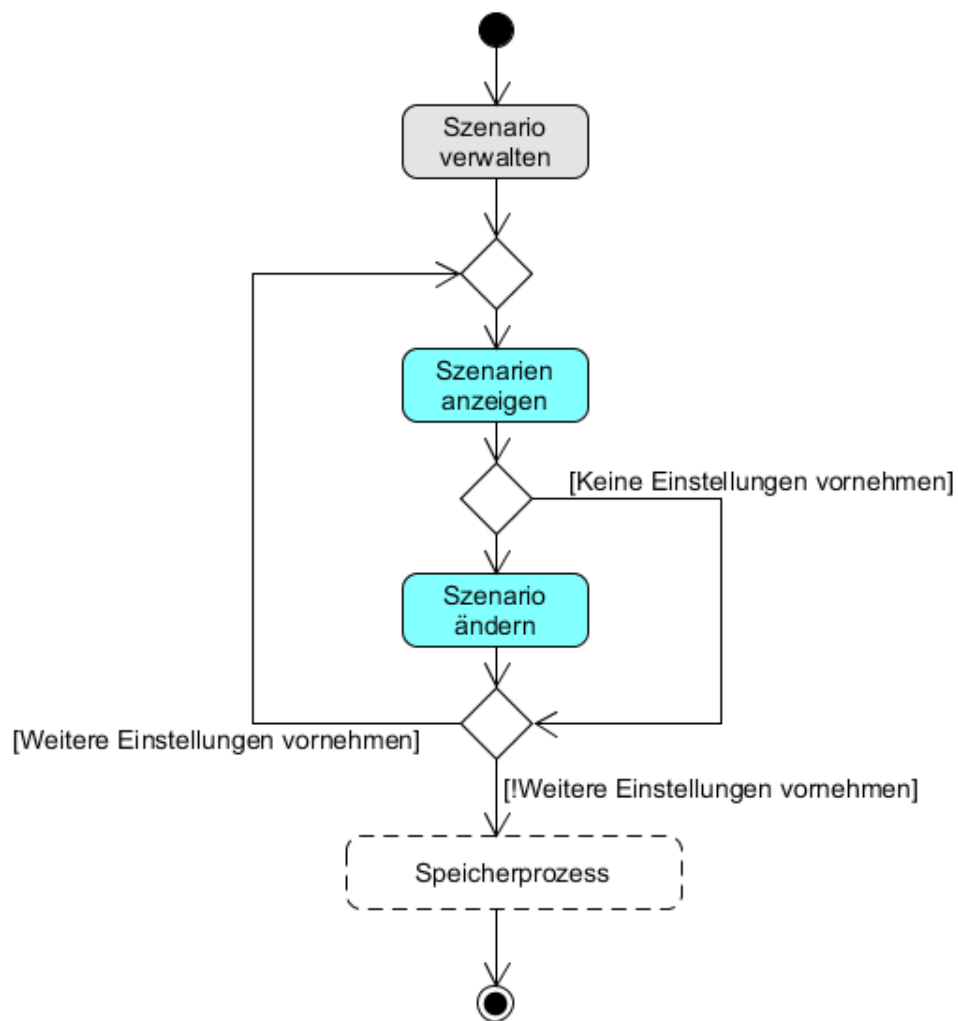 Szenario
verwalten
Szenarien
anzeigen
[Keine Einstellungen vornehmen]
Szenario
ändern
[Weitere Einstellungen vornehmen]
[!Weitere Einstellungen vornehmen]
Speicherprozess